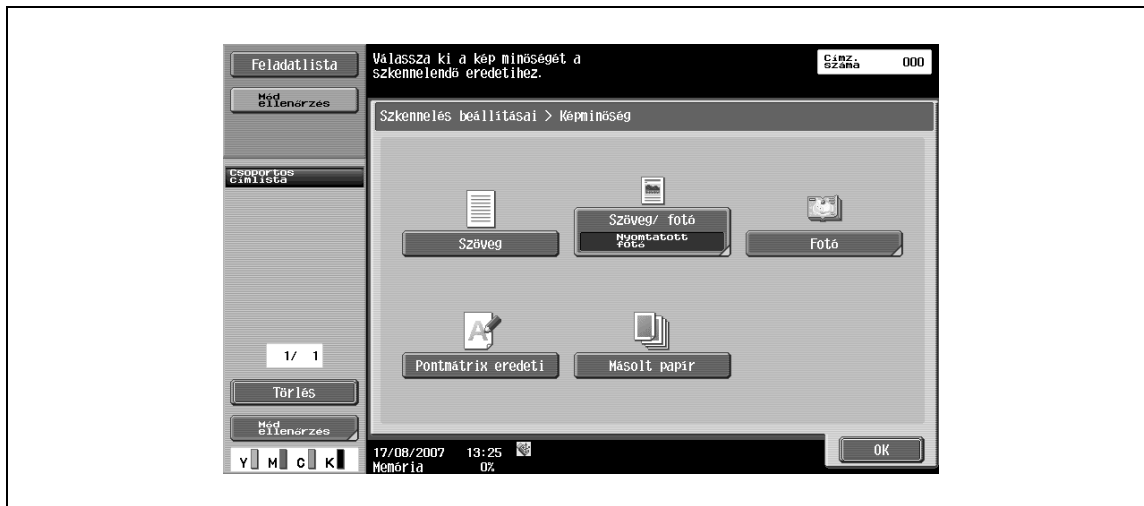 Feladatlista
Mód
ellenőrzés
Csoportos
címlista
1/ 1
Törlés
Mód
ellenőrzés
Y M C K
Válassza ki a kép minőségét a
szkennelendő eredetihez.
Címz.
száma 000
Szkennelés beállításai > Képminőség
Szöveg
Szöveg/ fotó
Nyomtatott
fotó
Fotó
Pontmátrix eredeti
Másolt papír
17/08/2007 13:25
Memória 0%
OK